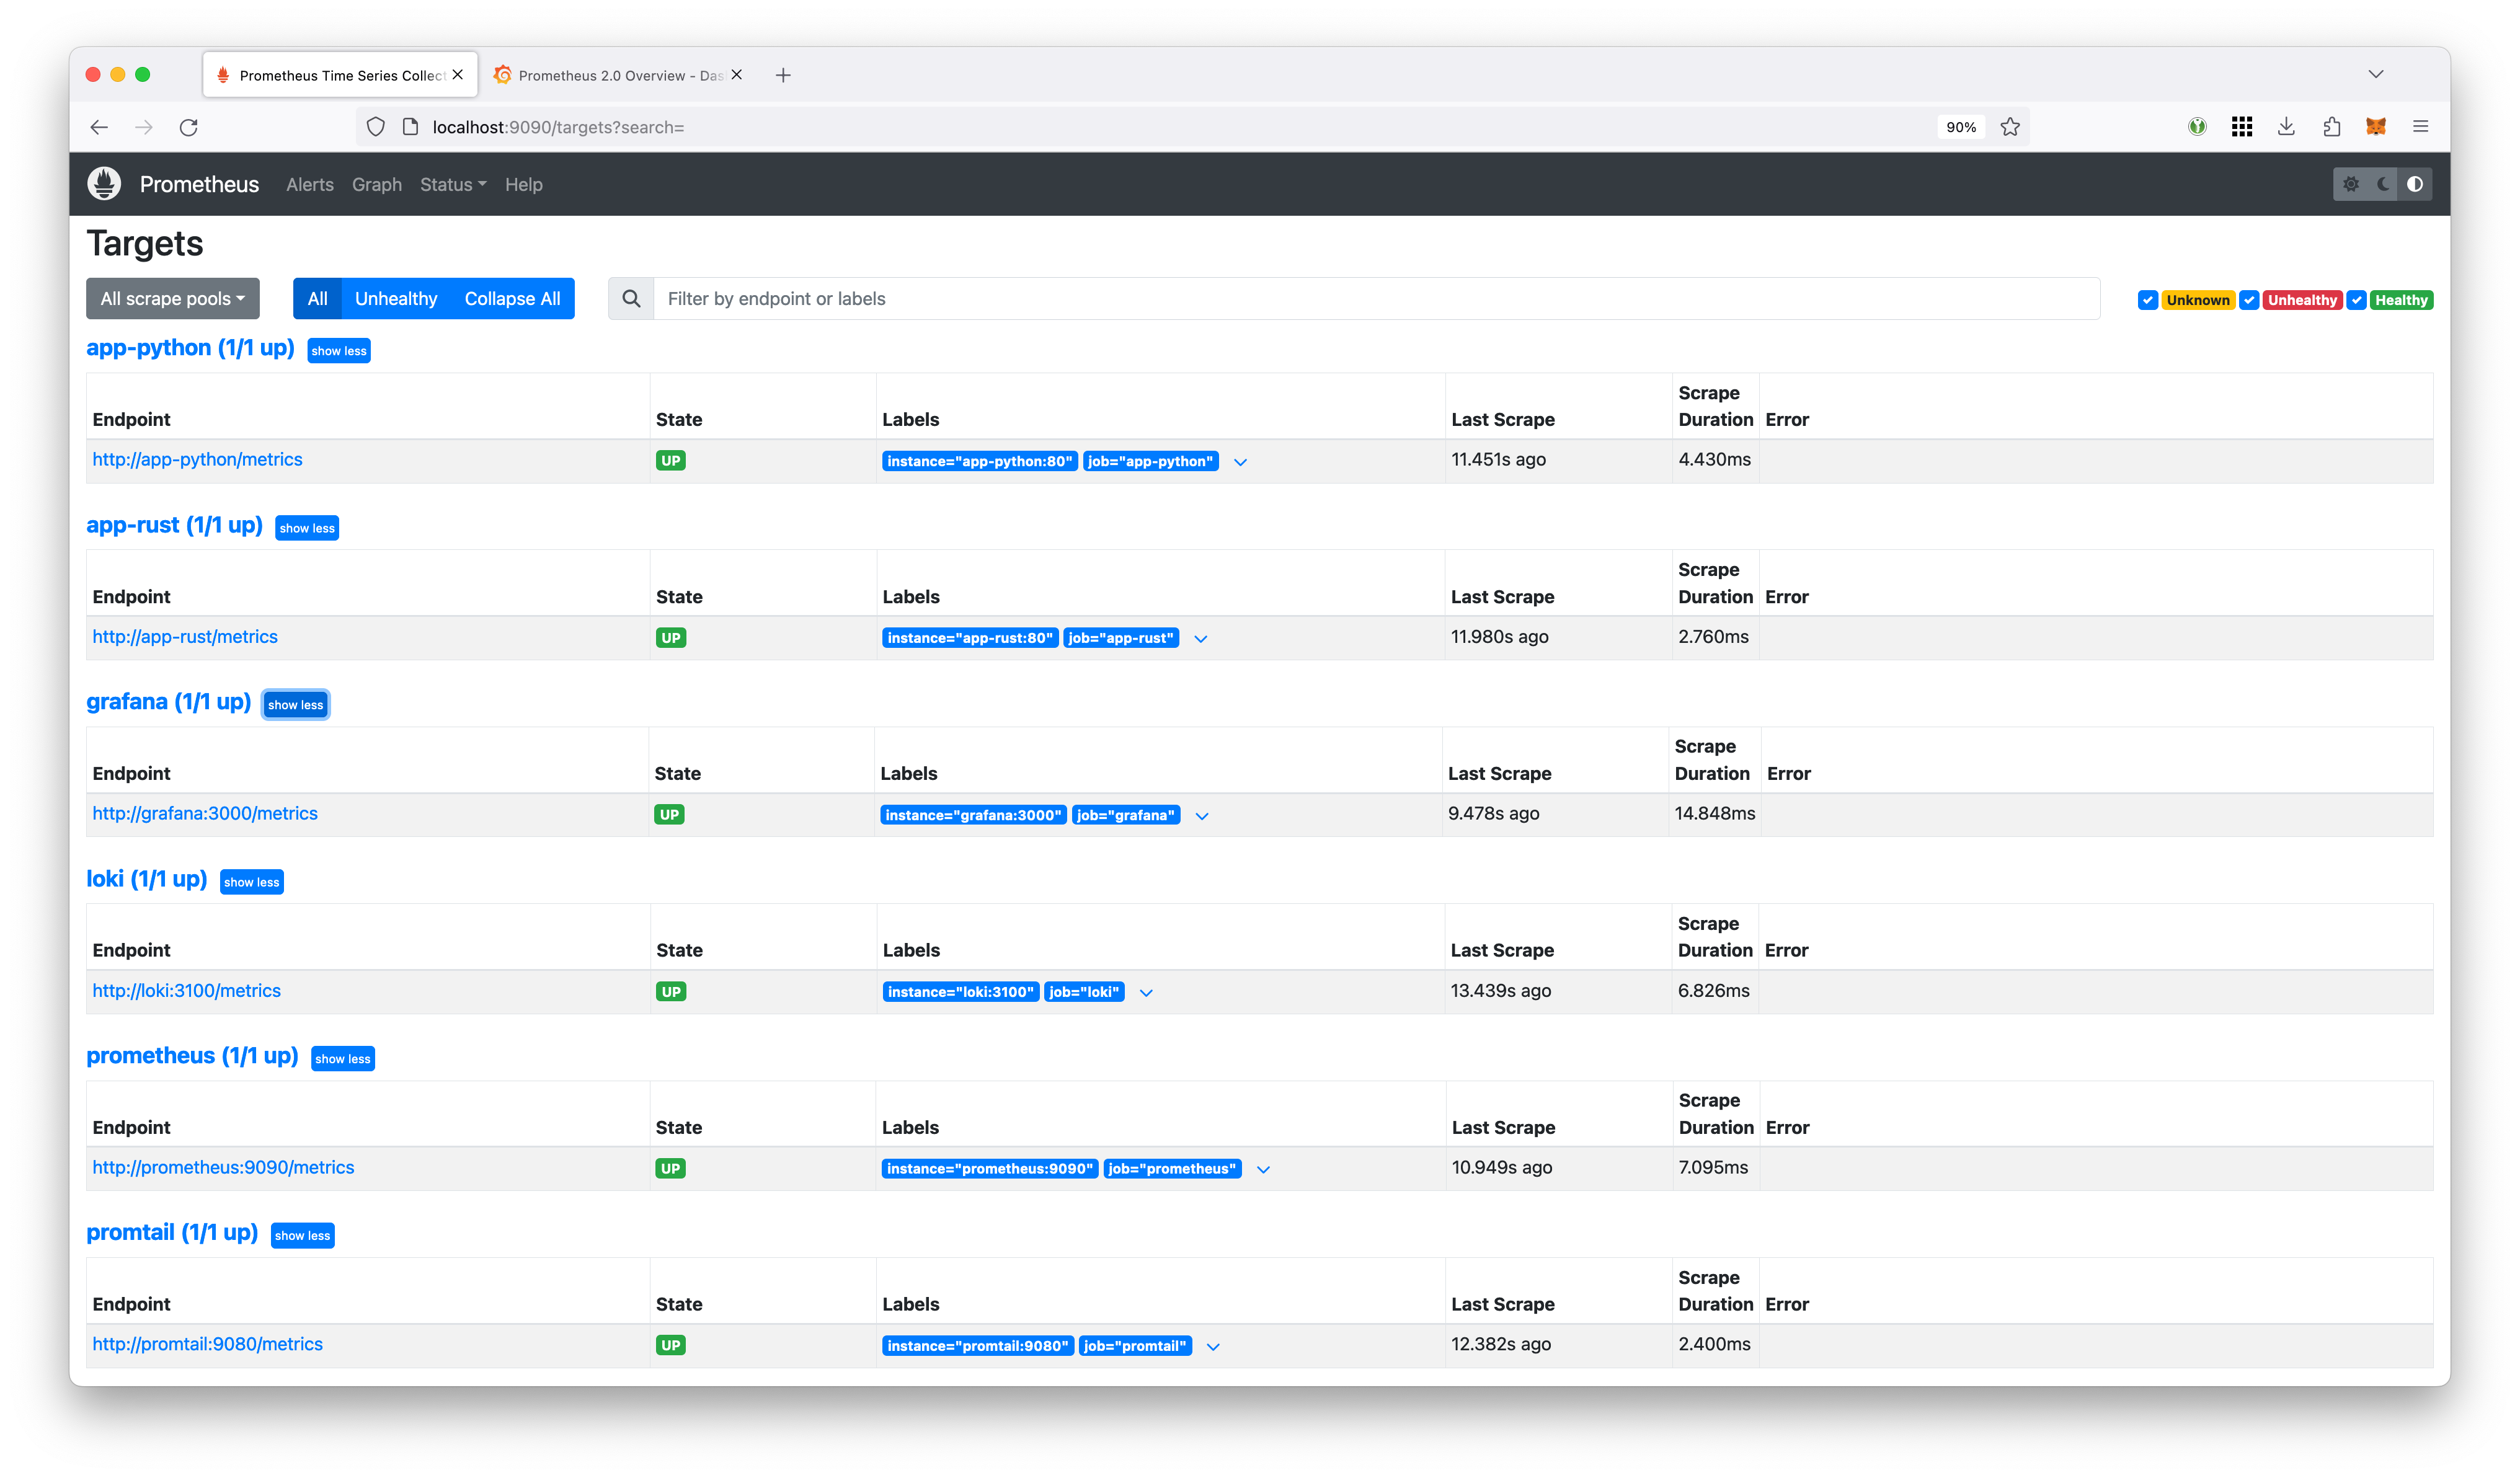 Prometheus Time Series Collect
Prometheus 2.0 Overview - Das
localhost:9090/targets?search=
90%
Prometheus Alerts Graph Status Help
Targets
All scrape pools All Unhealthy Collapse All Filter by endpoint or labels Unknown Unhealthy Healthy
app-python (1/1 up) show less
Endpoint State Labels Last Scrape Scrape Duration Error
http://app-python/metrics UP instance="app-python:80" job="app-python" 11.451s ago 4.430ms
app-rust (1/1 up) show less
Endpoint State Labels Last Scrape Scrape Duration Error
http://app-rust/metrics UP instance="app-rust:80" job="app-rust" 11.980s ago 2.760ms
grafana (1/1 up) show less
Endpoint State Labels Last Scrape Scrape Duration Error
http://grafana:3000/metrics UP instance="grafana:3000" job="grafana" 9.478s ago 14.848ms
loki (1/1 up) show less
Endpoint State Labels Last Scrape Scrape Duration Error
http://loki:3100/metrics UP instance="loki:3100" job="loki" 13.439s ago 6.826ms
prometheus (1/1 up) show less
Endpoint State Labels Last Scrape Scrape Duration Error
http://prometheus:9090/metrics UP instance="prometheus:9090" job="prometheus" 10.949s ago 7.095ms
promtail (1/1 up) show less
Endpoint State Labels Last Scrape Scrape Duration Error
http://promtail:9080/metrics UP instance="promtail:9080" job="promtail" 12.382s ago 2.400ms